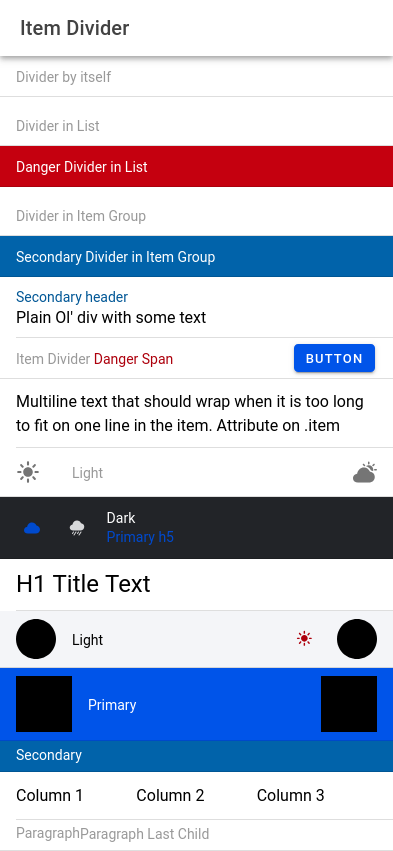 Item Divider
Divider by itself
Divider in List
Danger Divider in List
Divider in Item Group
Secondary Divider in Item Group
Secondary header
Plain Ol' div with some text
Item Divider Danger Span BUTTON
Multiline text that should wrap when it is too long
to fit on one line in the item. Attribute on .item
Light
Dark
Primary h5
H1 Title Text
Light
Primary
Secondary
Column 1 Column 2 Column 3
ParagraphParagraph Last Child